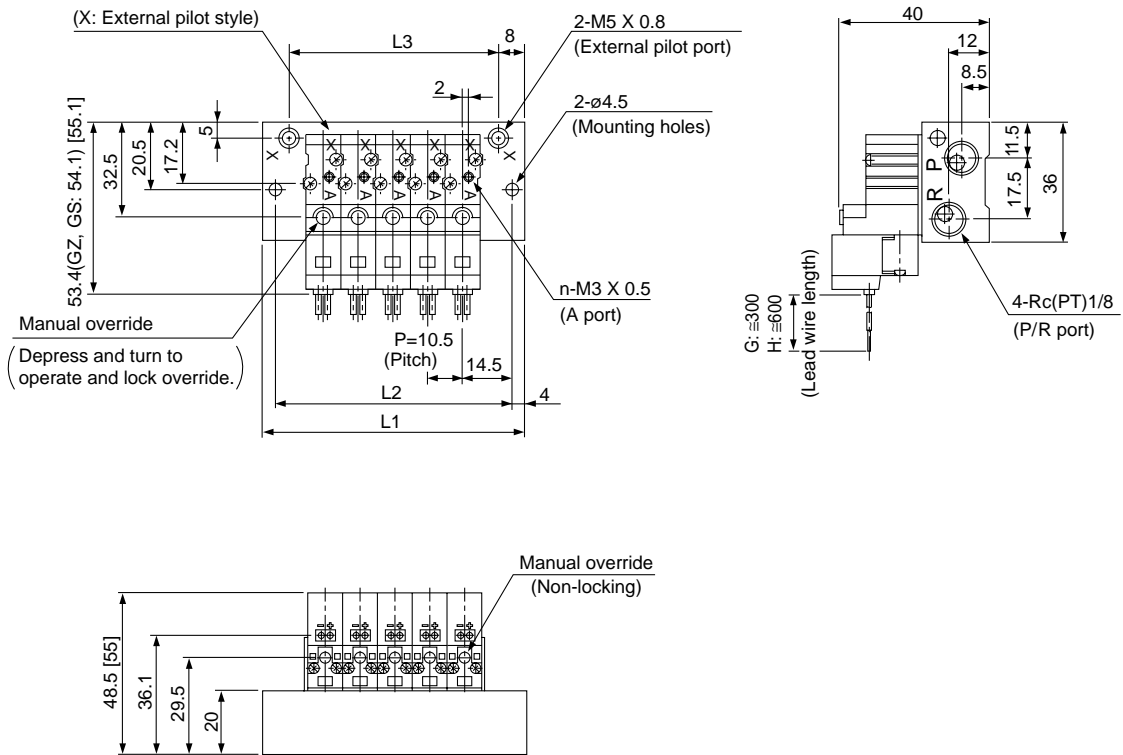 (X: External pilot style)
L3
8
2-M5 X 0.8
(External pilot port)
2
2-ø4.5
(Mounting holes)
5
17.2
20.5
32.5
53.4(GZ, GS: 54.1) [55.1]
X
X X X X X
X
A A A A A
n-M3 X 0.5
(A port)
Manual override
(Depress and turn to
operate and lock override.)
P=10.5
(Pitch)
14.5
L2
4
L1
40
12
8.5
11.5
17.5
36
P
R
G: ≅300
H: ≅600
(Lead wire length)
4-Rc(PT)1/8
(P/R port)
Manual override
(Non-locking)
48.5 [55]
36.1
29.5
20
- + - + - + - + - +